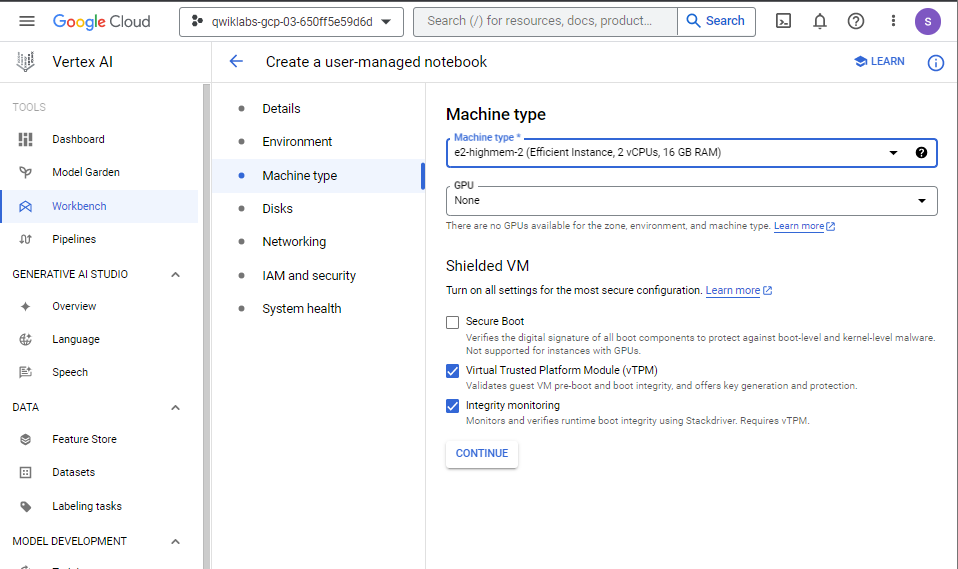 Google Cloud
qwiklabs-gcp-03-650ff5e59d6d
Search (/) for resources, docs, product...
Search
S
Vertex AI
Create a user-managed notebook
LEARN
TOOLS
Dashboard
Model Garden
Workbench
Pipelines
GENERATIVE AI STUDIO
Overview
Language
Speech
DATA
Feature Store
Datasets
Labeling tasks
MODEL DEVELOPMENT
Details
Environment
Machine type
Disks
Networking
IAM and security
System health
Machine type
Machine type *
e2-highmem-2 (Efficient Instance, 2 vCPUs, 16 GB RAM)
GPU
None
There are no GPUs available for the zone, environment, and machine type. Learn more
Shielded VM
Turn on all settings for the most secure configuration. Learn more
Secure Boot
Verifies the digital signature of all boot components to protect against boot-level and kernel-level malware.
Not supported for instances with GPUs.
Virtual Trusted Platform Module (vTPM)
Validates guest VM pre-boot and boot integrity, and offers key generation and protection.
Integrity monitoring
Monitors and verifies runtime boot integrity using Stackdriver. Requires vTPM.
CONTINUE